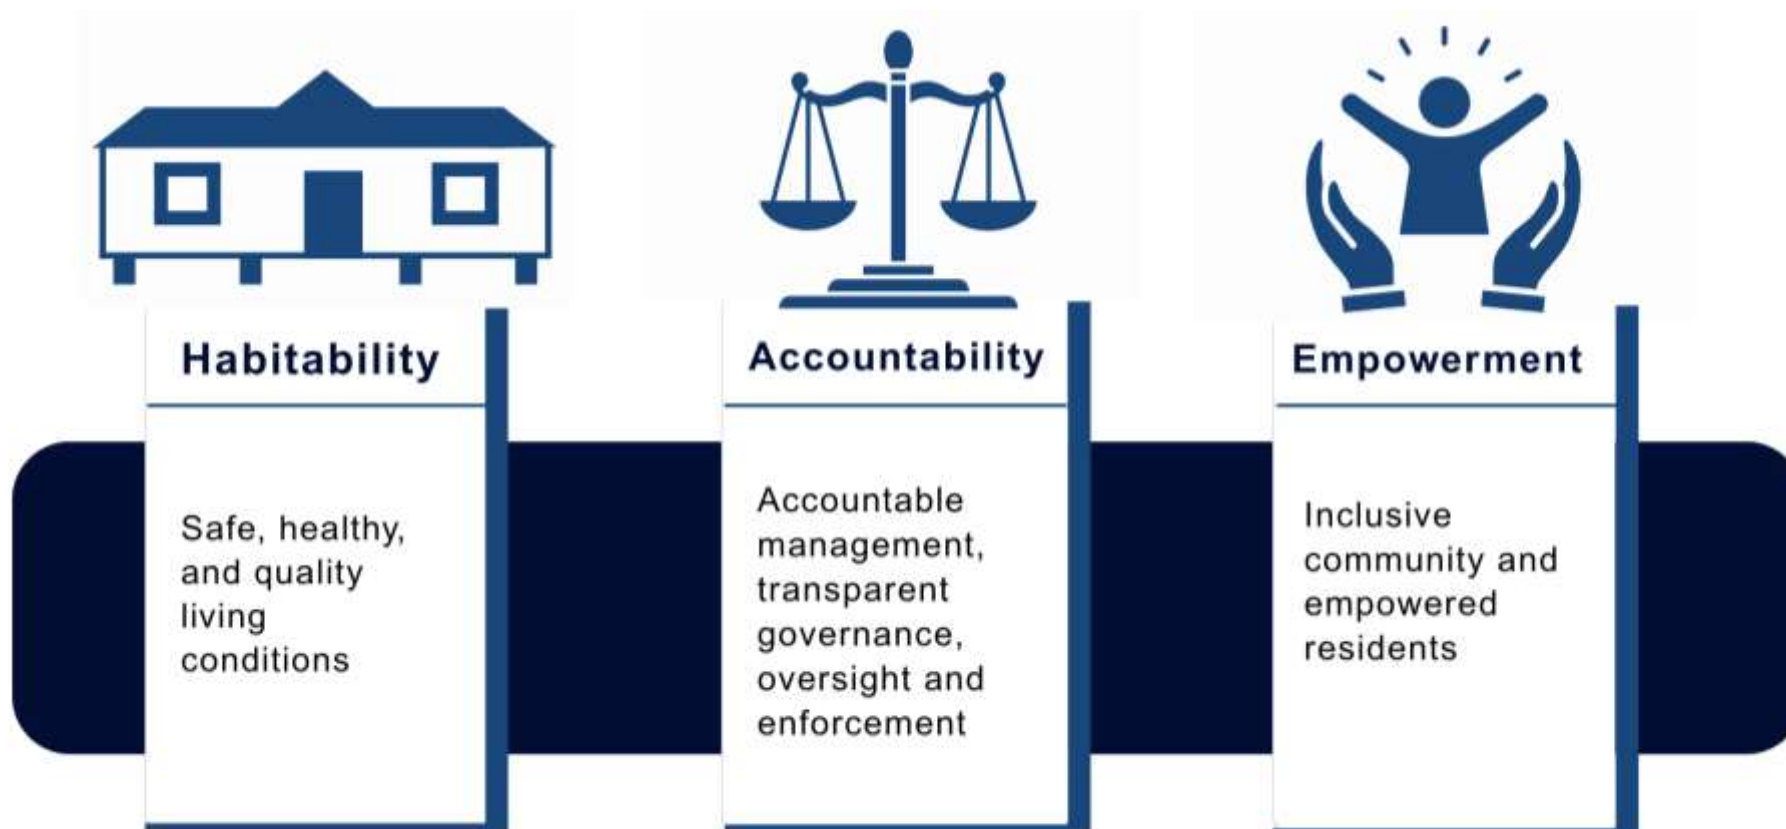 Habitability
Safe, healthy,
and quality
living
conditions
Accountability
Accountable
management,
transparent
governance,
oversight and
enforcement
Empowerment
Inclusive
community and
empowered
residents